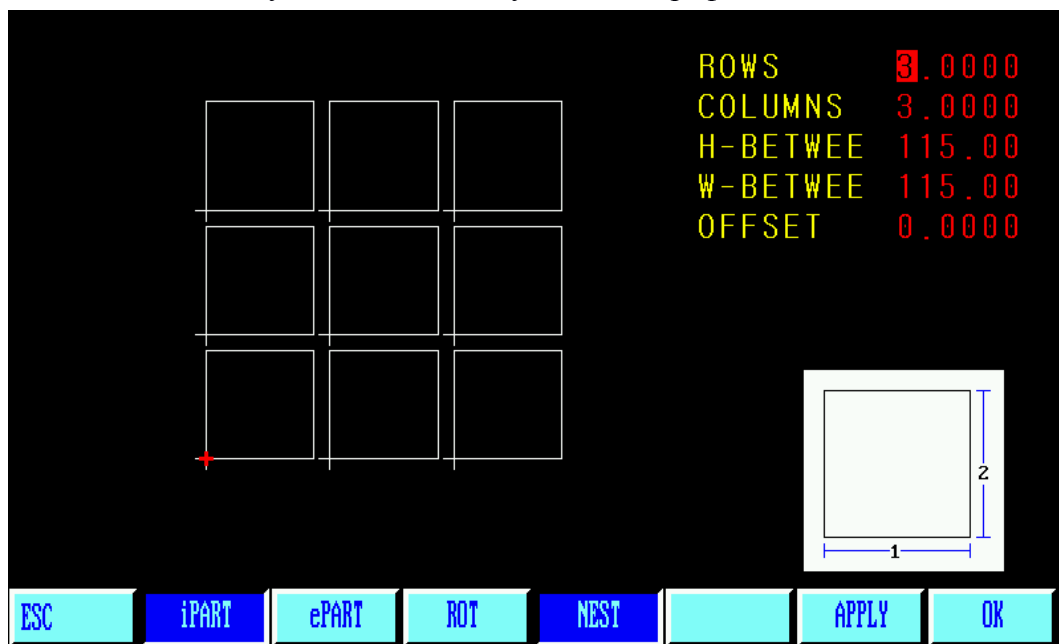 ROWS 3.0000
COLUMNS 3.0000
H-BETWEE 115.00
W-BETWEE 115.00
OFFSET 0.0000
2
1
ESC iPART ePART ROT NEST APPLY OK